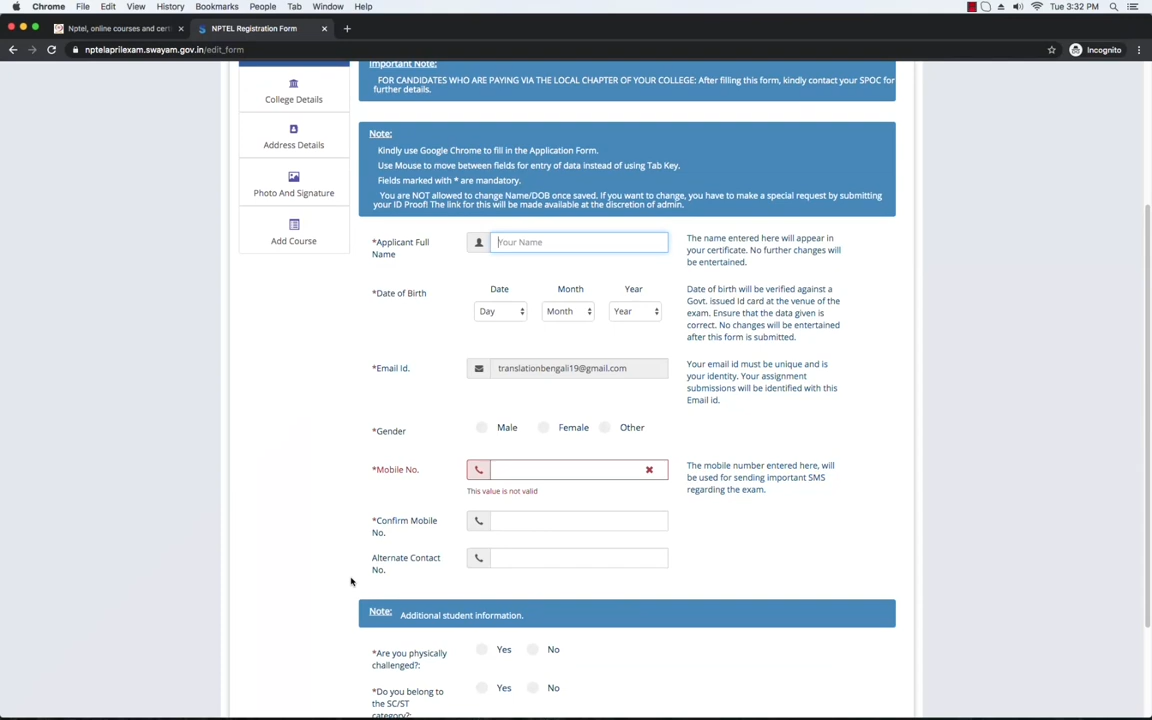 Chrome File Edit View History Bookmarks People Tab Window Help Tue 3:32 PM
Nptel, online courses and cert
NPTEL Registration Form
nptelaprilexam.swayam.gov.in/edit_form
Incognito
College Details
Address Details
Photo And Signature
Add Course
Important Note:
FOR CANDIDATES WHO ARE PAYING VIA THE LOCAL CHAPTER OF YOUR COLLEGE: After filling this form, kindly contact your SPOC for
further details.
Note:
Kindly use Google Chrome to fill in the Application Form.
Use Mouse to move between fields for entry of data instead of using Tab Key.
Fields marked with * are mandatory.
You are NOT allowed to change Name/DOB once saved. If you want to change, you have to make a special request by submitting
your ID Proof! The link for this will be made available at the discretion of admin.
*Applicant Full
Name
Your Name
The name entered here will appear in
your certificate. No further changes will
be entertained.
*Date of Birth
Date Month Year
Day Month Year
Date of birth will be verified against a
Govt. issued Id card at the venue of the
exam. Ensure that the data given is
correct. No changes will be entertained
after this form is submitted.
*Email Id.
translationbengali19@gmail.com
Your email id must be unique and is
your identity. Your assignment
submissions will be identified with this
Email id.
*Gender
Male Female Other
*Mobile No.
This value is not valid
The mobile number entered here, will
be used for sending important SMS
regarding the exam.
*Confirm Mobile
No.
Alternate Contact
No.
Note: Additional student information.
*Are you physically
challenged?:
Yes No
*Do you belong to
the SC/ST
category?:
Yes No